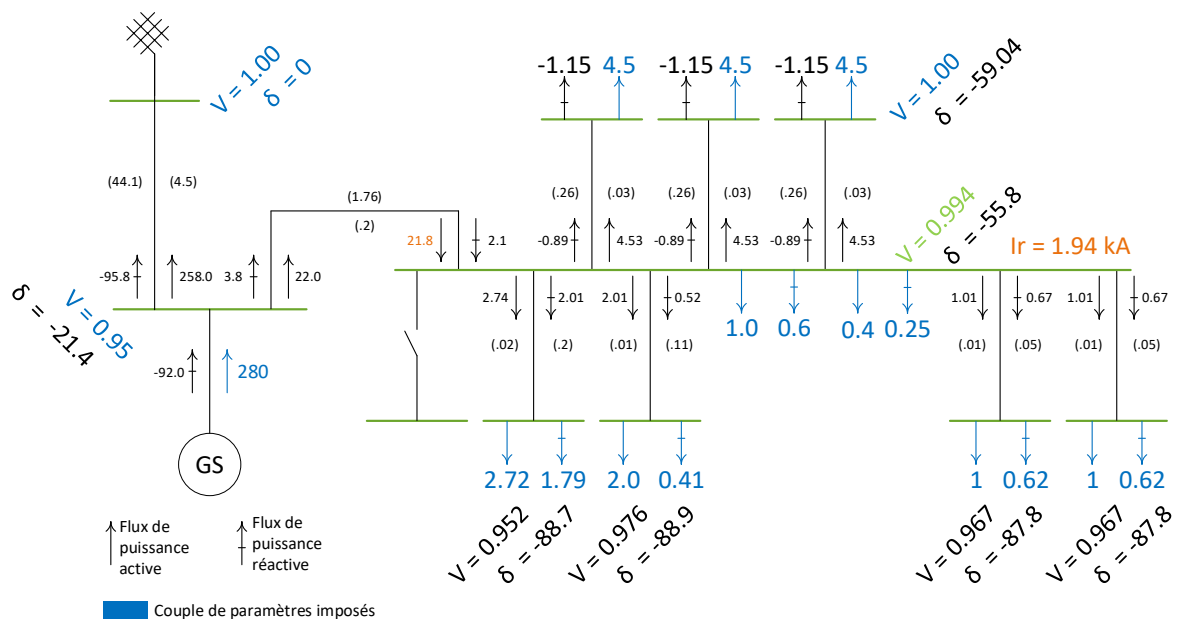 V = 1.00
δ = 0
(44.1)
(4.5)
-95.8
258.0
3.8
22.0
V = 0.95
δ = -21.4
-92.0
280
GS
(1.76)
(.2)
21.8
2.1
-1.15
4.5
-1.15
4.5
-1.15
4.5
V = 1.00
δ = -59.04
(.26)
(.03)
(.26)
(.03)
(.26)
(.03)
-0.89
4.53
-0.89
4.53
-0.89
4.53
V = 0.994
δ = -55.8
Ir = 1.94 kA
2.74
2.01
2.01
0.52
1.0
0.6
0.4
0.25
1.01
0.67
1.01
0.67
(.02)
(.2)
(.01)
(.11)
(.01)
(.05)
(.01)
(.05)
2.72
1.79
2.0
0.41
1
0.62
1
0.62
V = 0.952
δ = -88.7
V = 0.976
δ = -88.9
V = 0.967
δ = -87.8
V = 0.967
δ = -87.8
Flux de
puissance
active
Flux de
puissance
réactive
Couple de paramètres imposés